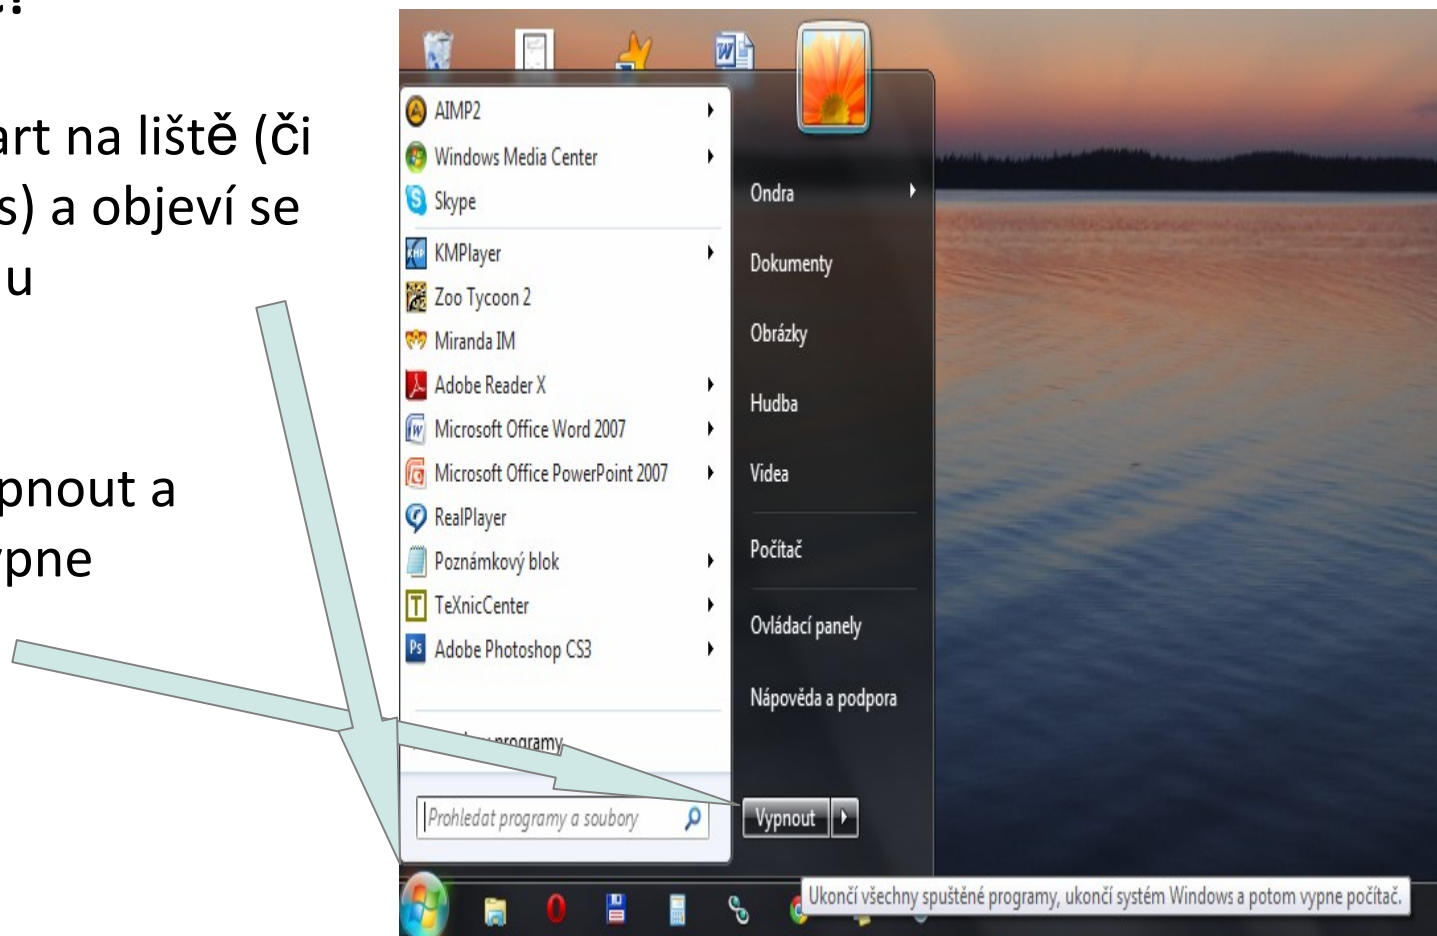 art na liště (či
s) a objeví se
u
pnout a
pne
AIMP2
Windows Media Center
Skype
KMPlayer
Zoo Tycoon 2
Miranda IM
Adobe Reader X
Microsoft Office Word 2007
Microsoft Office PowerPoint 2007
RealPlayer
Poznámkový blok
TeXnicCenter
Adobe Photoshop CS3
programy
Prohledat programy a soubory
Ondra
Dokumenty
Obrázky
Hudba
Videa
Počítač
Ovládací panely
Nápověda a podpora
Vypnout
Ukončí všechny spuštěné programy, ukončí systém Windows a potom vypne počítač.